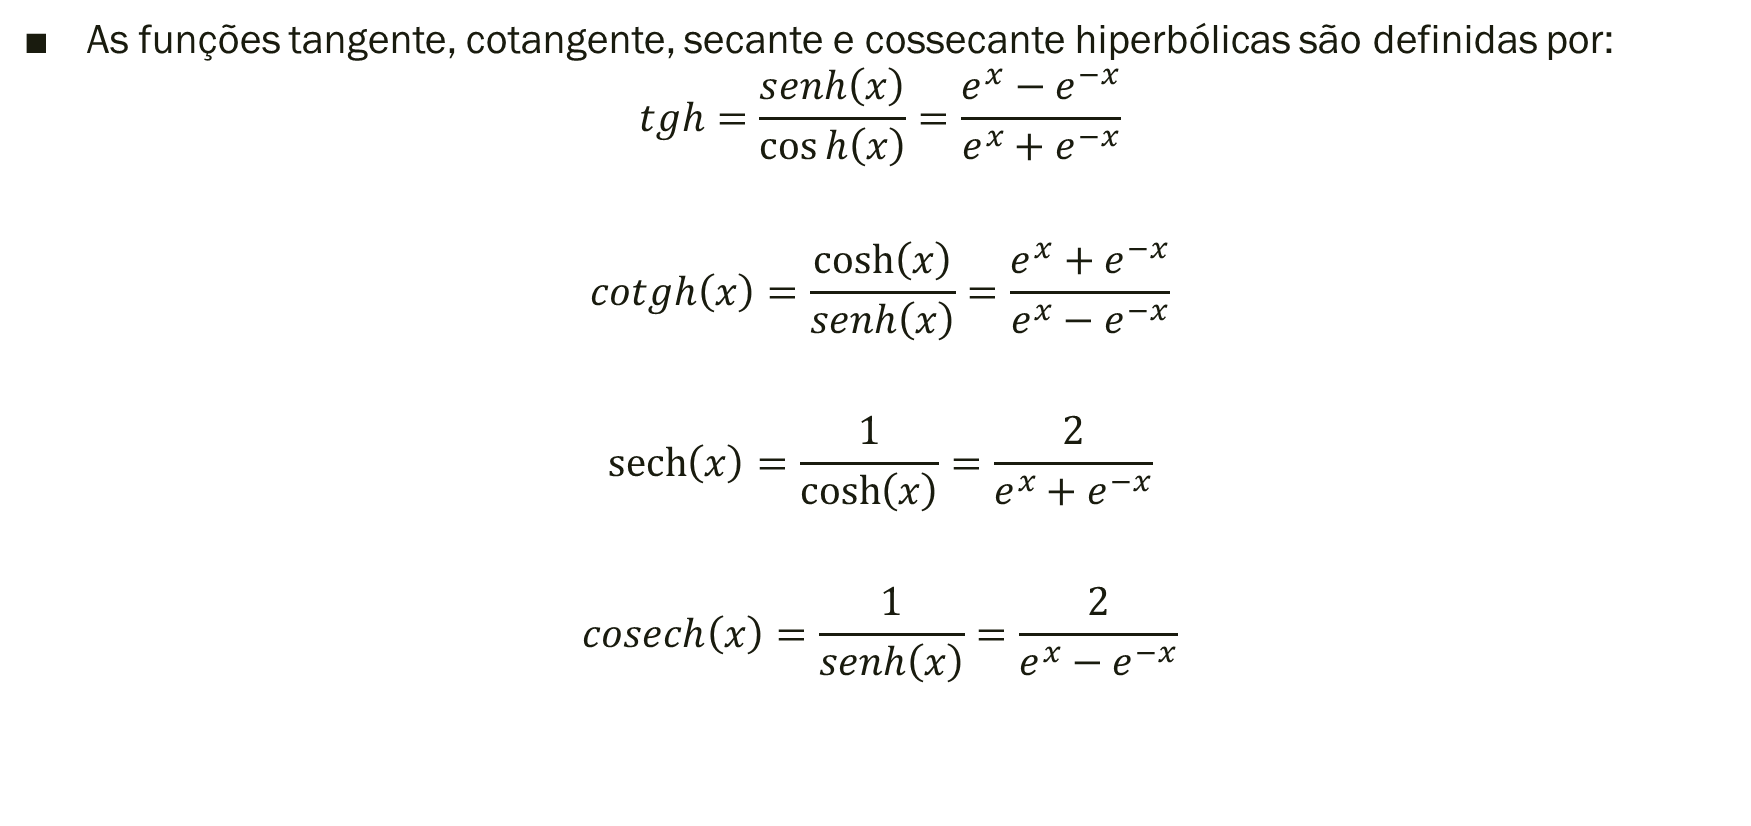 ■ As funções tangente, cotangente, secante e cossecante hiperbólicas são definidas por:
tgh = senh(x)/cos h(x) = (e^x − e^−x)/(e^x + e^−x)
cotgh(x) = cosh(x)/senh(x) = (e^x + e^−x)/(e^x − e^−x)
sech(x) = 1/cosh(x) = 2/(e^x + e^−x)
cosech(x) = 1/senh(x) = 2/(e^x − e^−x)